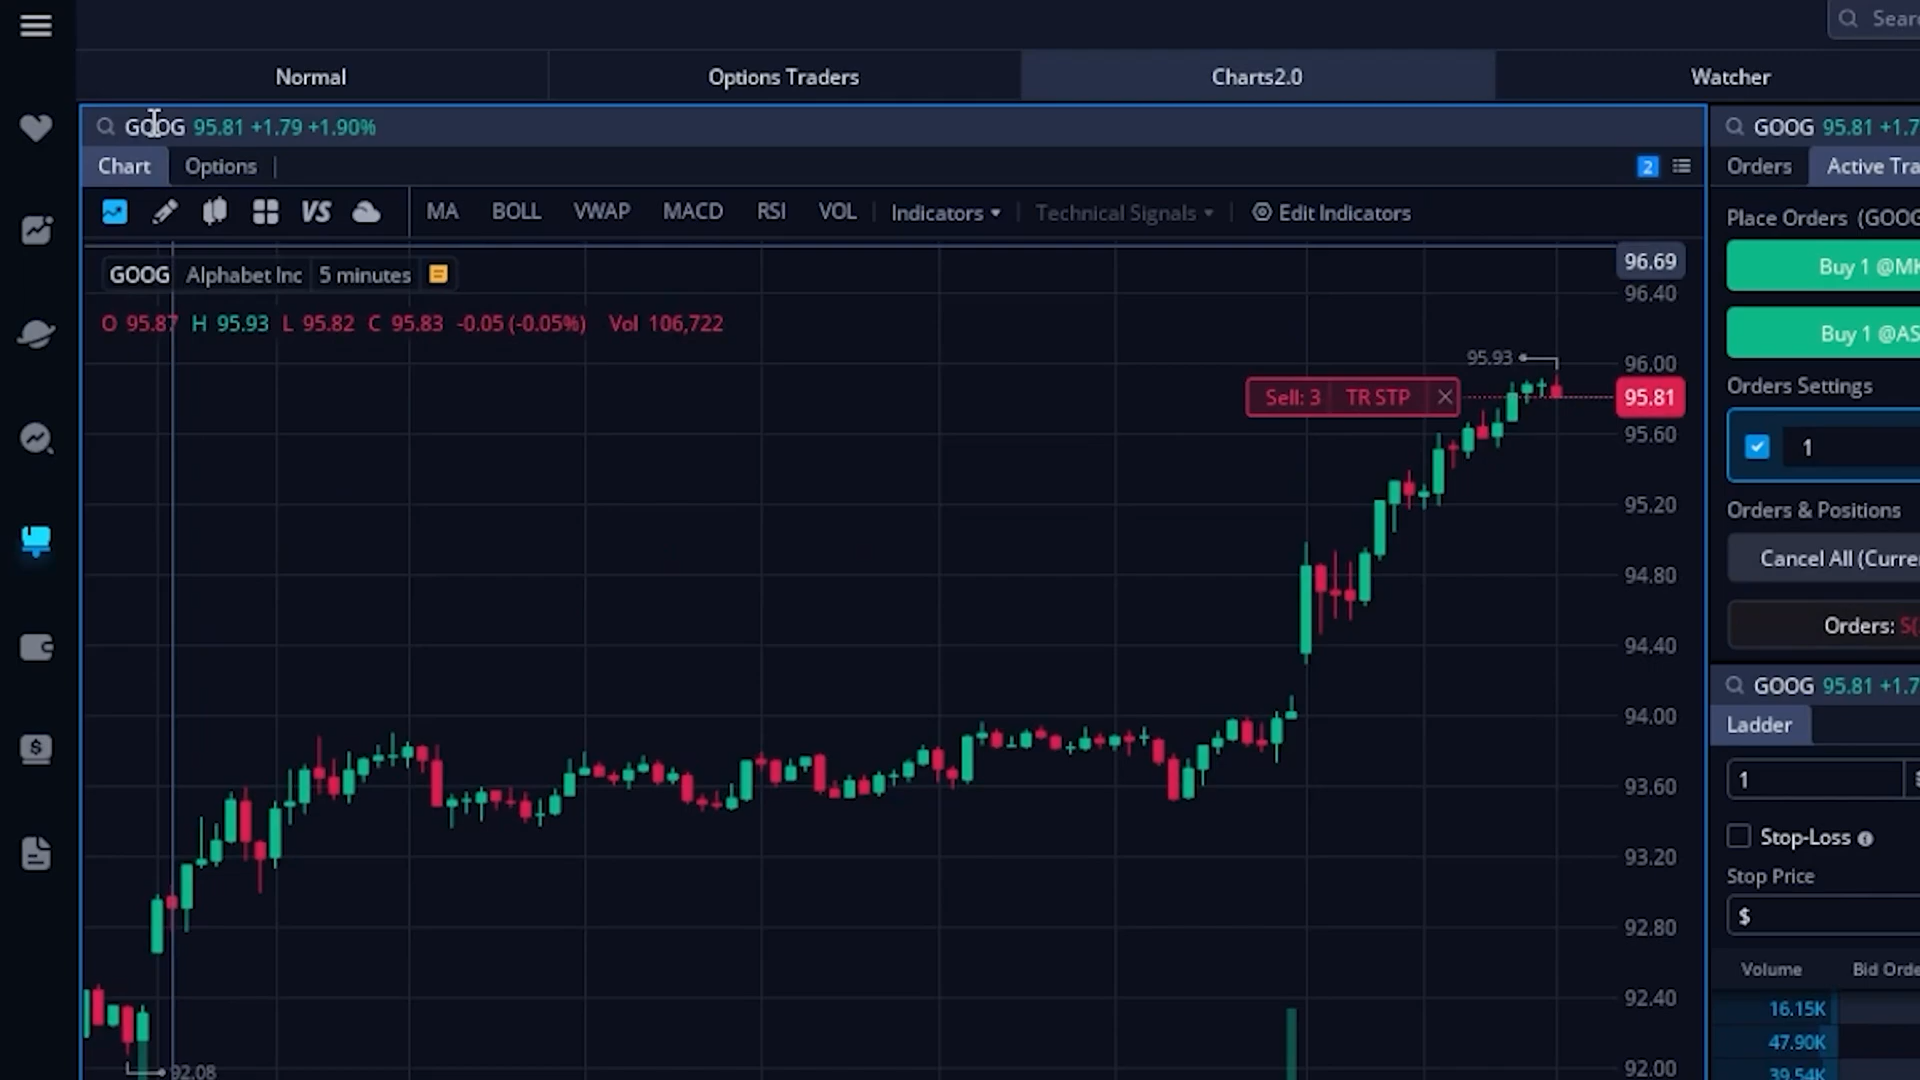 Sear
Normal
Options Traders
Charts2.0
Watcher
GOOG 95.81 +1.79 +1.90%
Chart
Options
2
VS
MA
BOLL
VWAP
MACD
RSI
VOL
Indicators
Technical Signals
Edit Indicators
GOOG Alphabet Inc 5 minutes
O 95.87 H 95.93 L 95.82 C 95.83 -0.05 (-0.05%) Vol 106,722
95.93
Sell: 3 TR STP
92.08
96.69
96.40
96.00
95.81
95.60
95.20
94.80
94.40
94.00
93.60
93.20
92.80
92.40
92.00
GOOG 95.81 +1.7
Orders
Active Tra
Place Orders (GOOG
Buy 1 @MK
Buy 1 @AS
Orders Settings
1
Orders & Positions
Cancel All (Curre
Orders: S(
GOOG 95.81 +1.7
Ladder
1
$
Stop-Loss
Stop Price
$
Volume
Bid Orde
16.15K
47.90K
39.54K